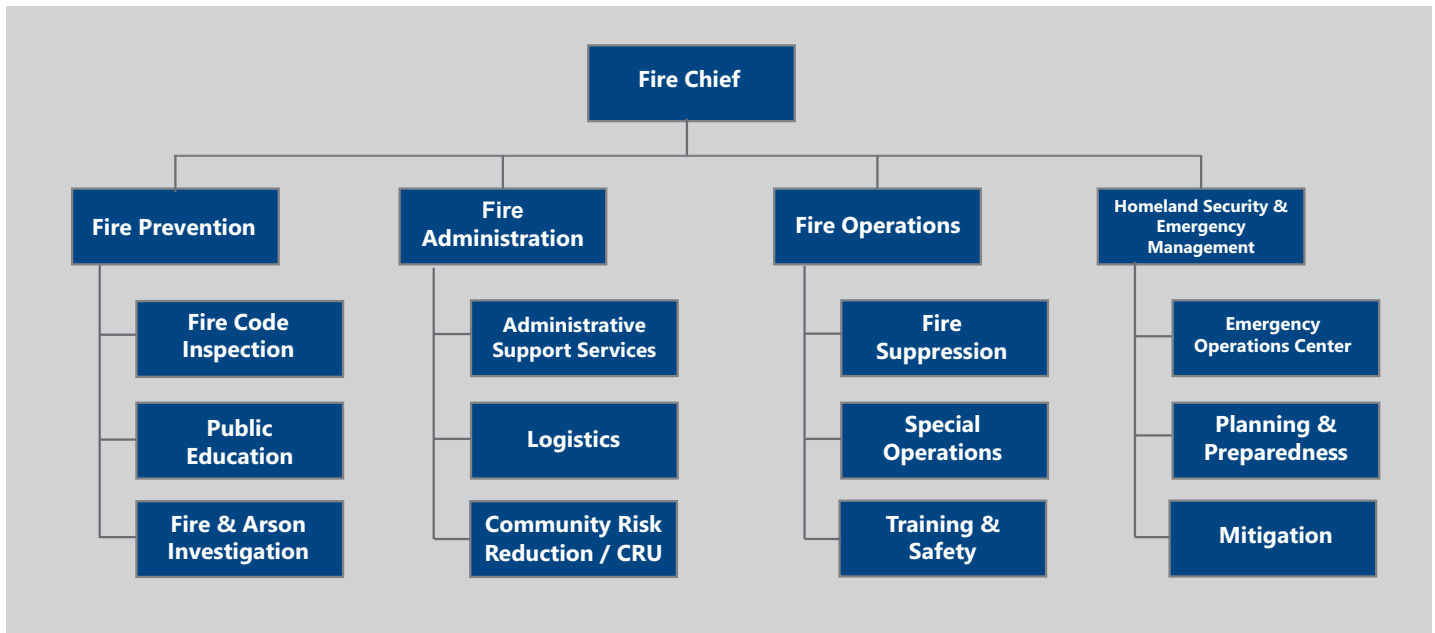 Fire Chief
Fire Prevention
Fire Code
Inspection
Public
Education
Fire & Arson
Investigation
Fire
Administration
Administrative
Support Services
Logistics
Community Risk
Reduction / CRU
Fire Operations
Fire
Suppression
Special
Operations
Training &
Safety
Homeland Security &
Emergency
Management
Emergency
Operations Center
Planning &
Preparedness
Mitigation